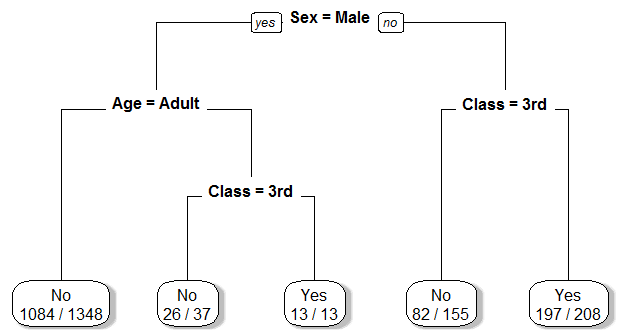 Sex = Male
yes
no
Age = Adult
Class = 3rd
Class = 3rd
No
1084 / 1348
No
26 / 37
Yes
13 / 13
No
82 / 155
Yes
197 / 208